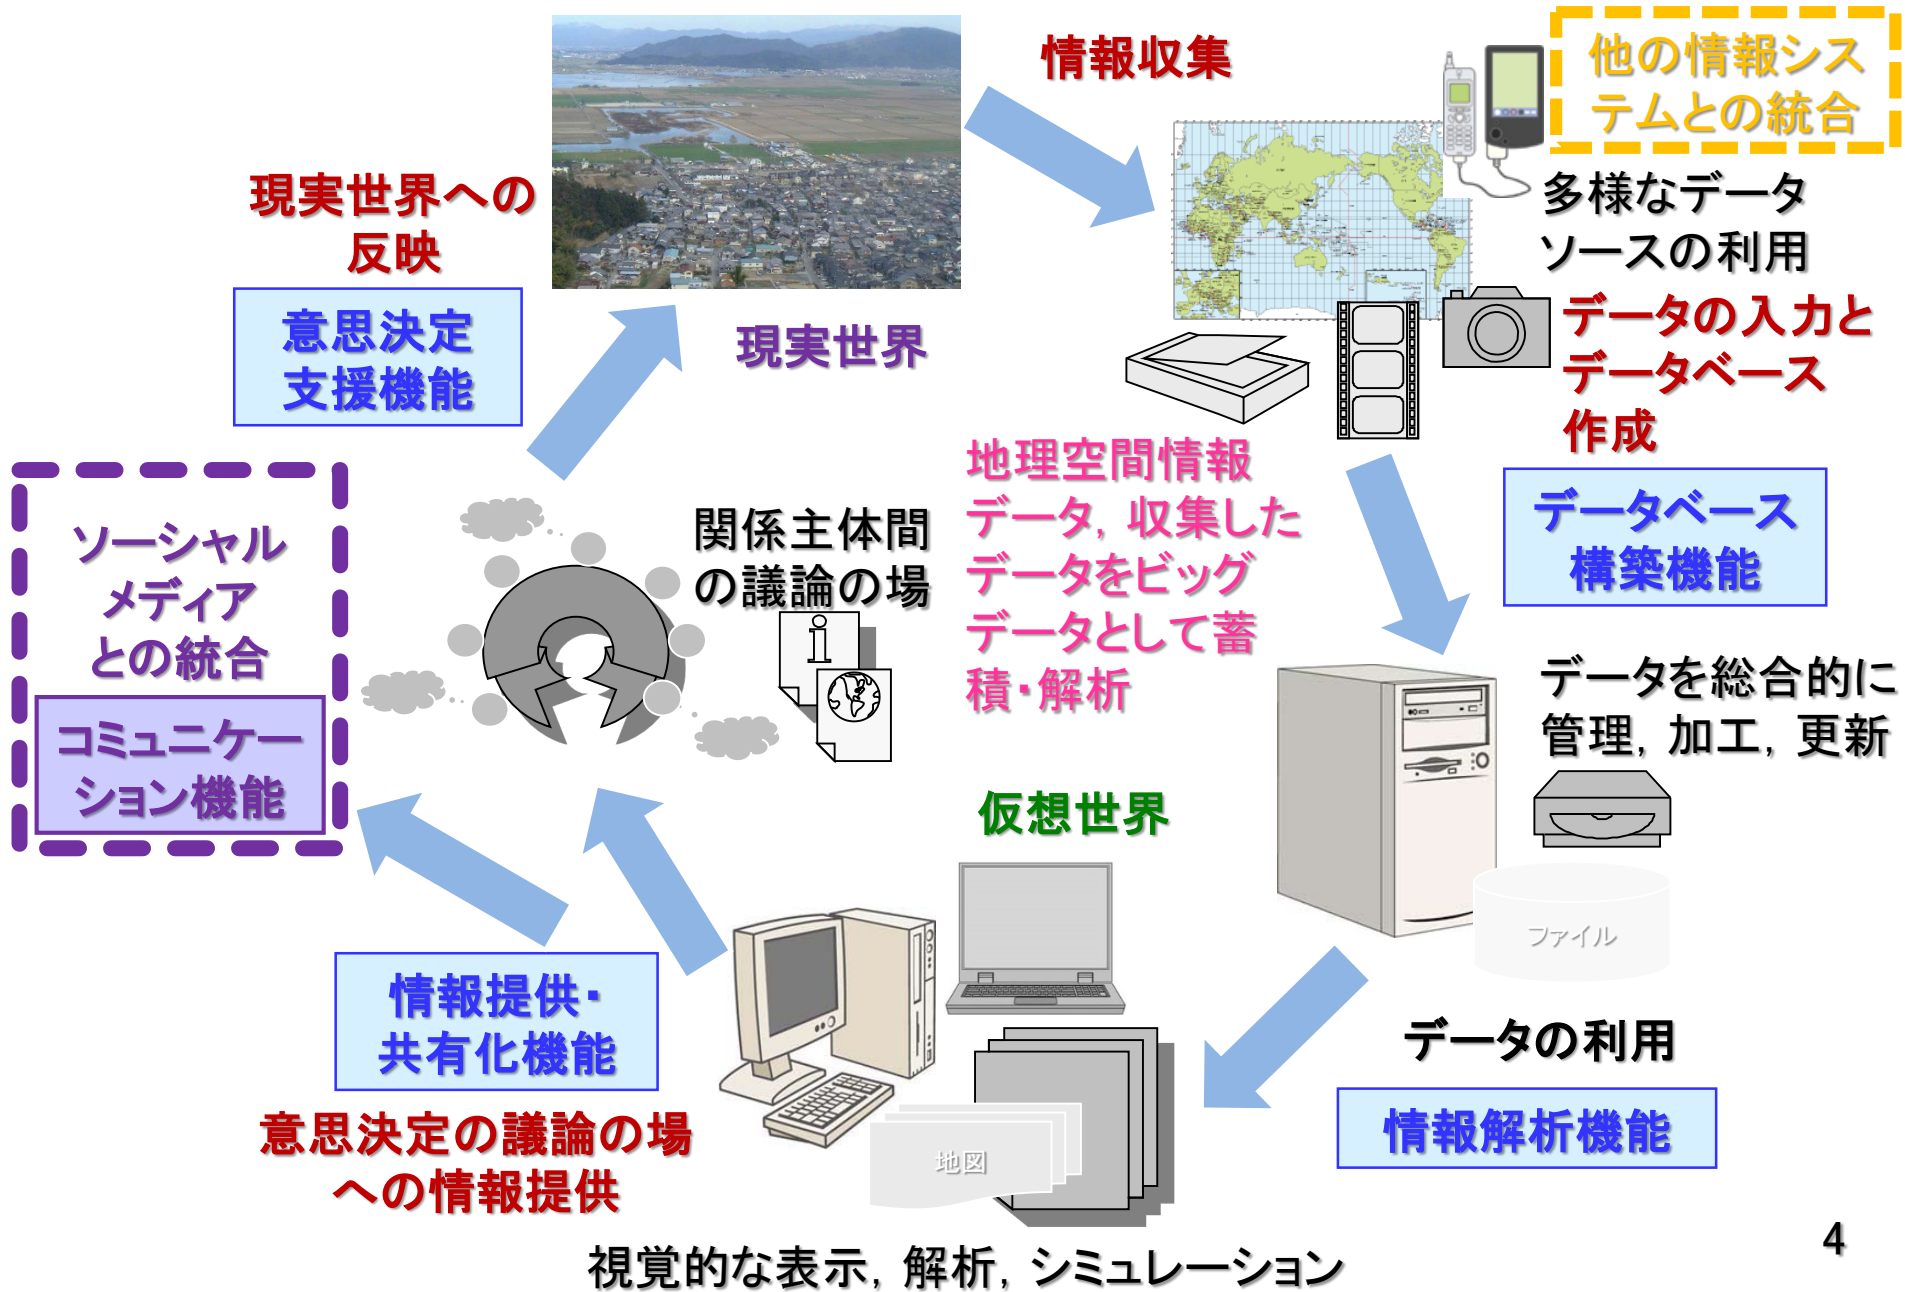 情報収集
他の情報シス
テムとの統合
現実世界への
反映
多様なデータ
ソースの利用
意思決定
支援機能
現実世界
データの入力と
データベース
作成
地理空間情報
データ, 収集した
データをビッグ
データとして蓄
積・解析
データベース
構築機能
ソーシャル
メディア
との統合
コミュニケー
ション機能
関係主体間
の議論の場
データを総合的に
管理, 加工, 更新
仮想世界
ファイル
情報提供・
共有化機能
データの利用
情報解析機能
意思決定の議論の場
への情報提供
地図
視覚的な表示, 解析, シミュレーション
4